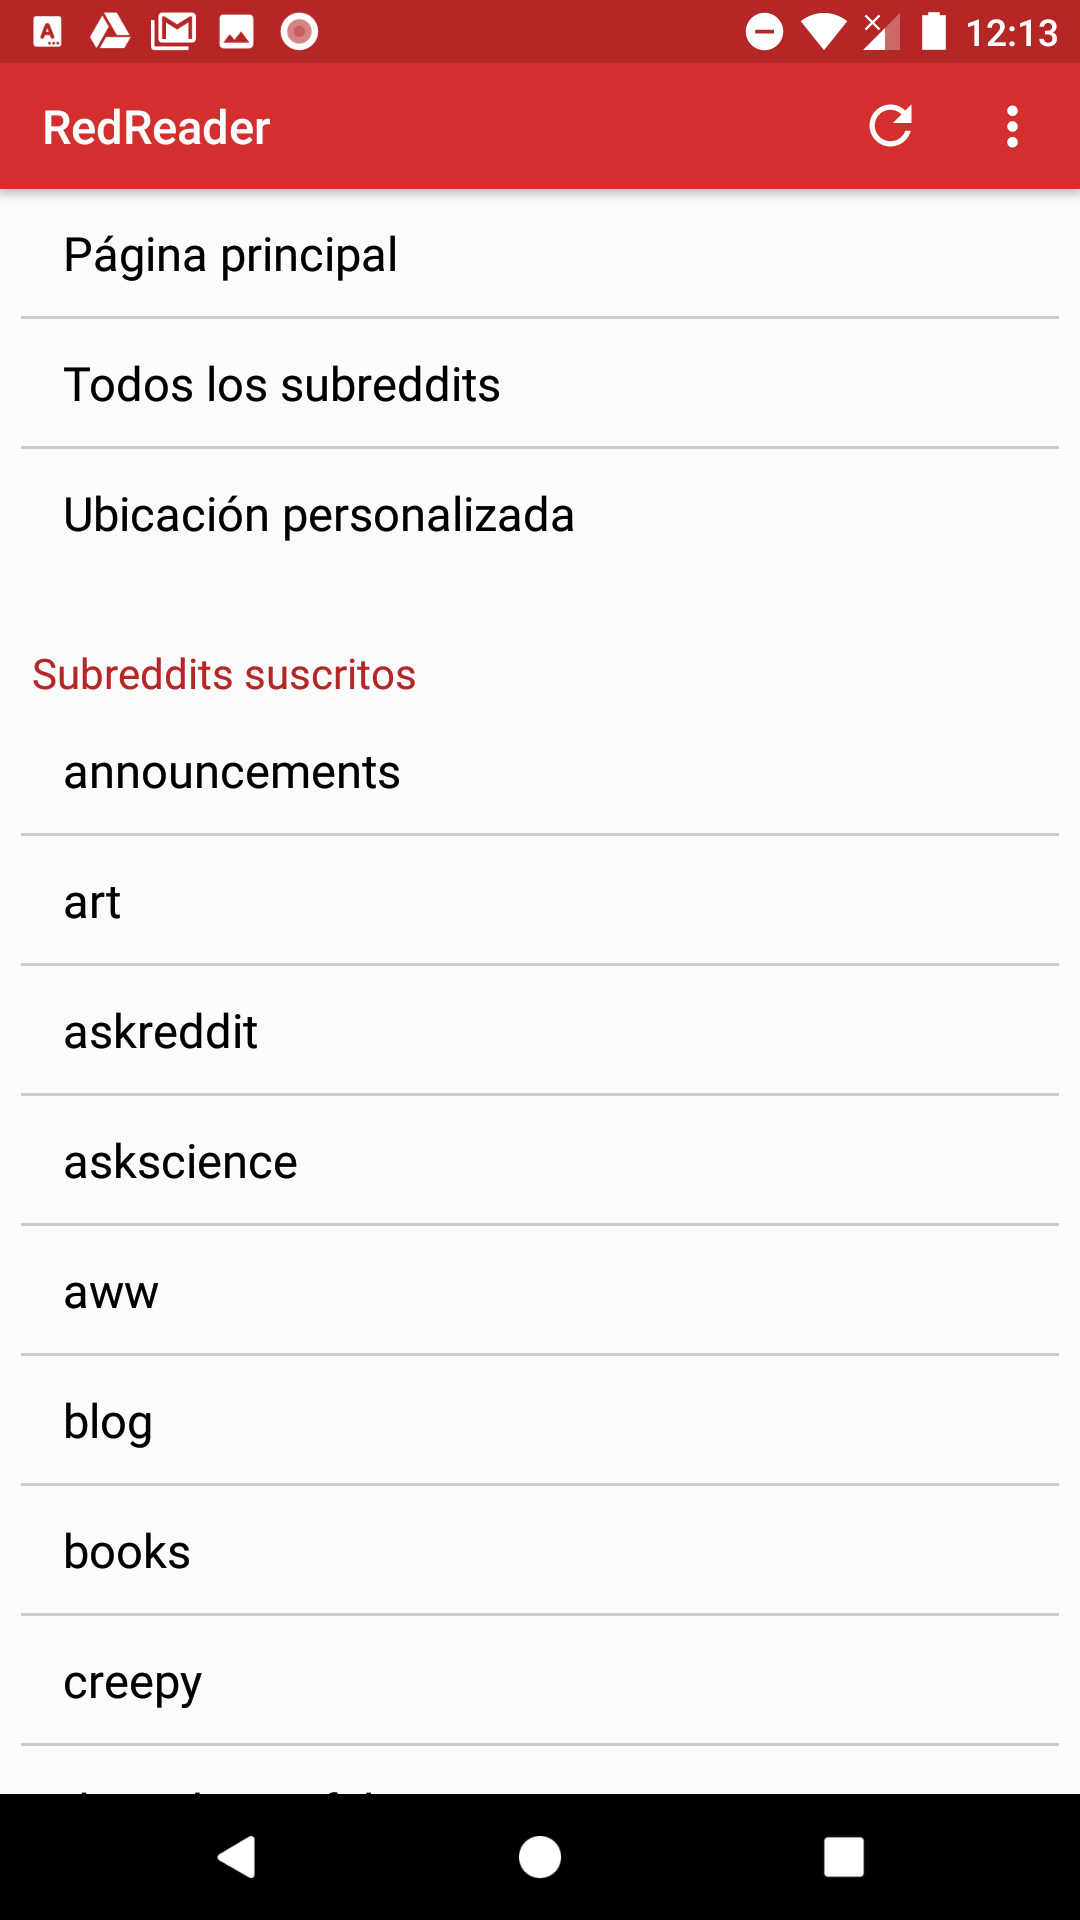 12:13
RedReader
Página principal
Todos los subreddits
Ubicación personalizada
Subreddits suscritos
announcements
art
askreddit
askscience
aww
blog
books
creepy